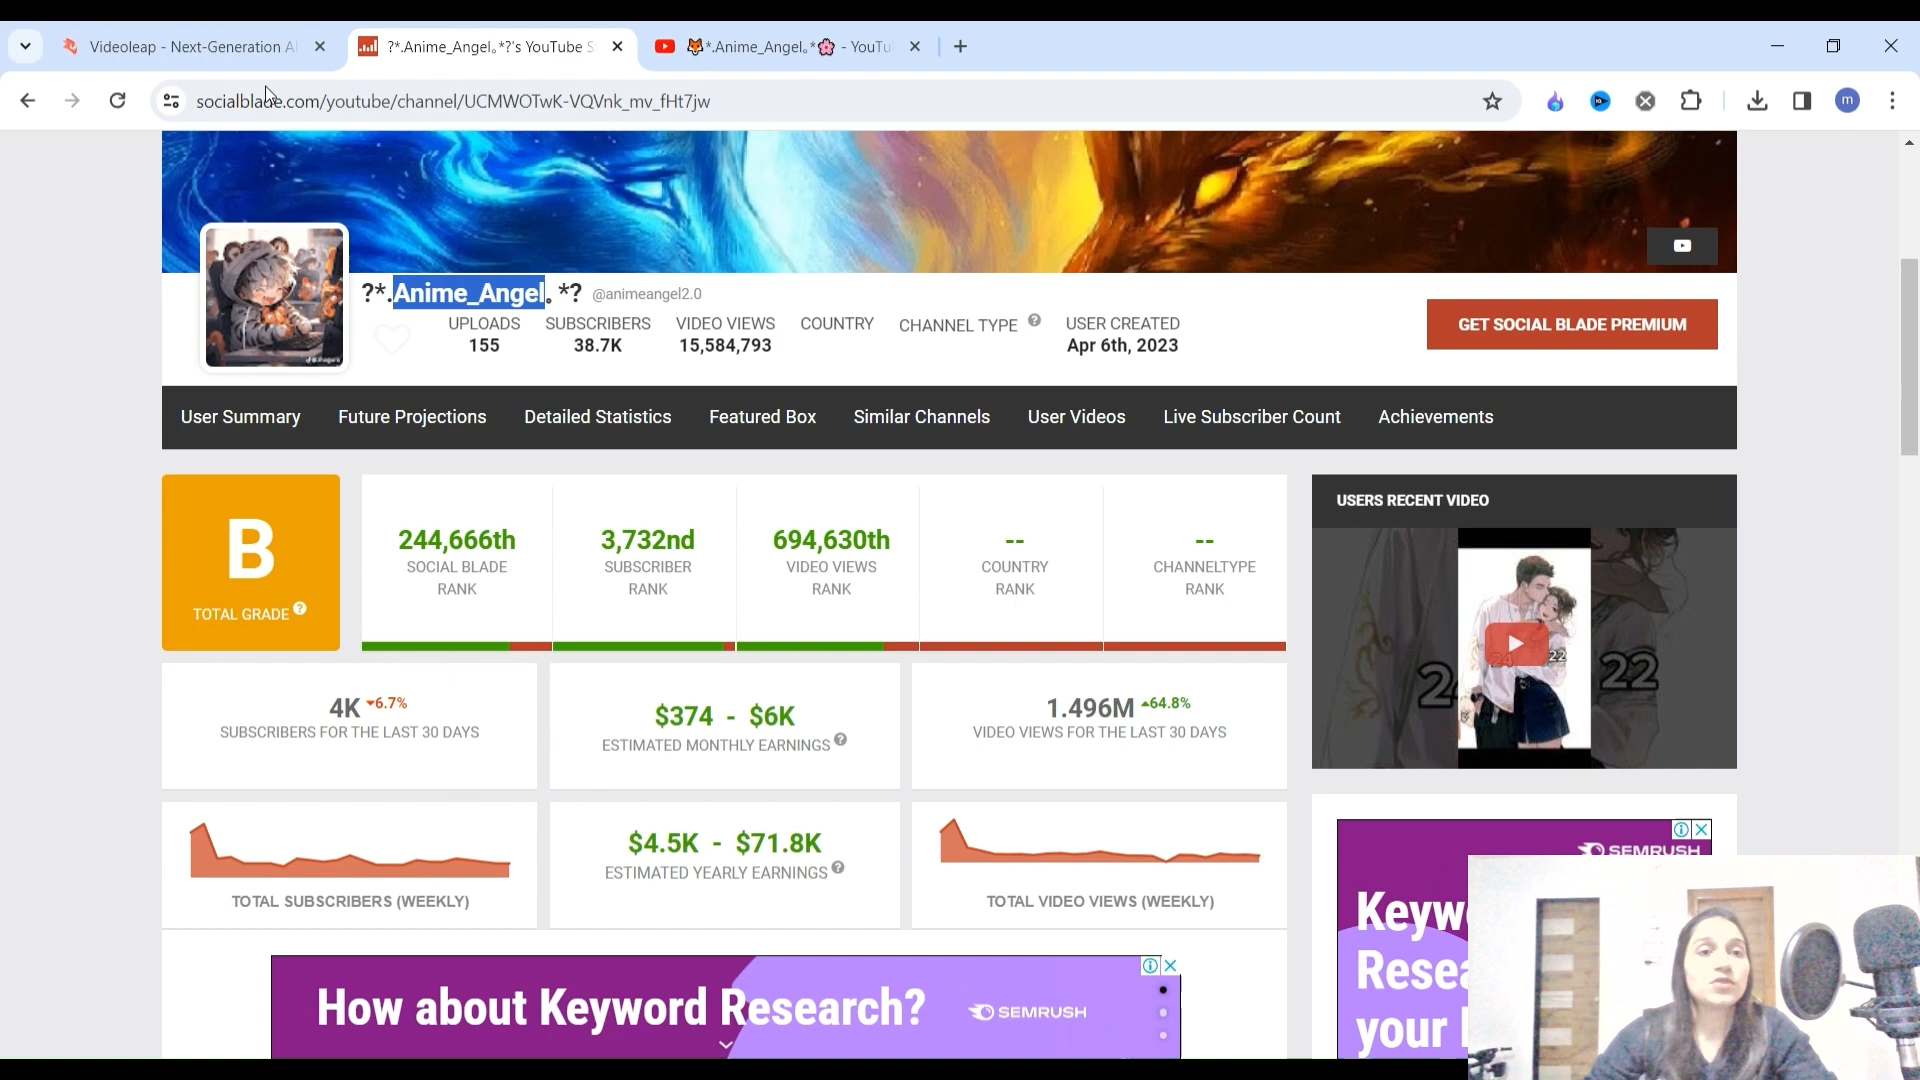 Videoleap - Next-Generation AI
?*.Anime_Angel｡*?'s YouTube S
🦊*.Anime_Angel｡*🌸 - YouTu
socialblade.com/youtube/channel/UCMWOTwK-VQVnk_mv_fHt7jw
m
?*.Anime_Angel｡*? @animeangel2.0
UPLOADS SUBSCRIBERS VIDEO VIEWS COUNTRY CHANNEL TYPE USER CREATED
155 38.7K 15,584,793 Apr 6th, 2023
GET SOCIAL BLADE PREMIUM
User Summary Future Projections Detailed Statistics Featured Box Similar Channels User Videos Live Subscriber Count Achievements
B
TOTAL GRADE
244,666th
SOCIAL BLADE
RANK
3,732nd
SUBSCRIBER
RANK
694,630th
VIDEO VIEWS
RANK
--
COUNTRY
RANK
--
CHANNELTYPE
RANK
USERS RECENT VIDEO
24 22
22
4K 6.7%
SUBSCRIBERS FOR THE LAST 30 DAYS
$374 - $6K
ESTIMATED MONTHLY EARNINGS
1.496M 64.8%
VIDEO VIEWS FOR THE LAST 30 DAYS
TOTAL SUBSCRIBERS (WEEKLY)
$4.5K - $71.8K
ESTIMATED YEARLY EARNINGS
TOTAL VIDEO VIEWS (WEEKLY)
How about Keyword Research?
SEMRUSH
SEMRUSH
Keyw
Resea
your